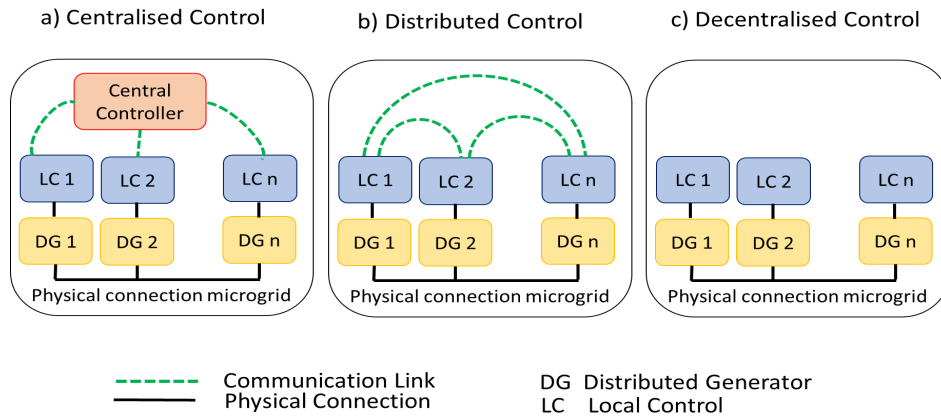 a) Centralised Control
b) Distributed Control
c) Decentralised Control
Central
Controller
LC 1
LC 2
LC n
DG 1
DG 2
DG n
Physical connection microgrid
LC 1
LC 2
LC n
DG 1
DG 2
DG n
Physical connection microgrid
LC 1
LC 2
LC n
DG 1
DG 2
DG n
Physical connection microgrid
Communication Link
Physical Connection
DG Distributed Generator
LC Local Control